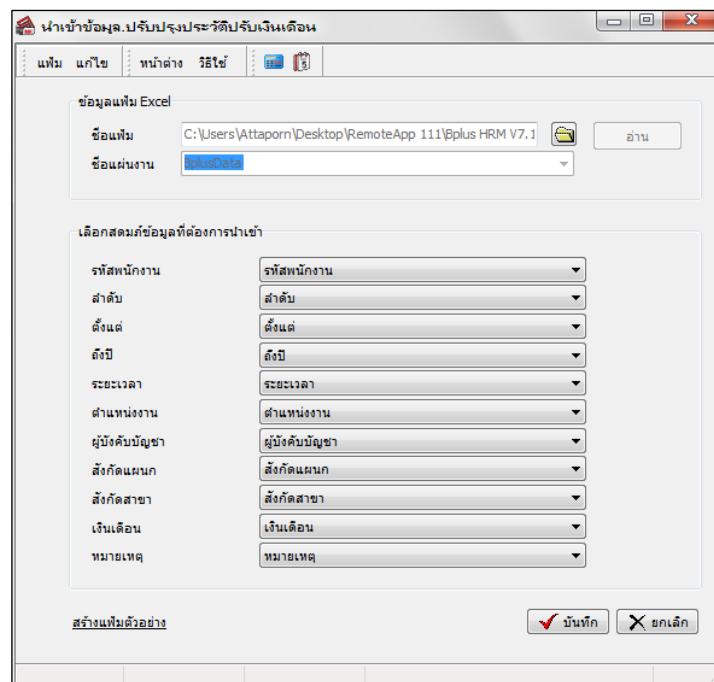 นำเข้าข้อมูล.ปรับปรุงประวัติปรับเงินเดือน
แฟ้ม แก้ไข หน้าต่าง วิธีใช้
ข้อมูลแฟ้ม Excel
ชื่อแฟ้ม C:\Users\Attaporn\Desktop\RemoteApp 111\Bplus HRM V7.1 อ่าน
ชื่อแผ่นงาน BplusData
เลือกสดมภ์ข้อมูลที่ต้องการนำเข้า
รหัสพนักงาน รหัสพนักงาน
ลำดับ ลำดับ
ตั้งแต่ ตั้งแต่
ถึงปี ถึงปี
ระยะเวลา ระยะเวลา
ตำแหน่งงาน ตำแหน่งงาน
ผู้บังคับบัญชา ผู้บังคับบัญชา
สังกัดแผนก สังกัดแผนก
สังกัดสาขา สังกัดสาขา
เงินเดือน เงินเดือน
หมายเหตุ หมายเหตุ
สร้างแฟ้มตัวอย่าง บันทึก ยกเลิก